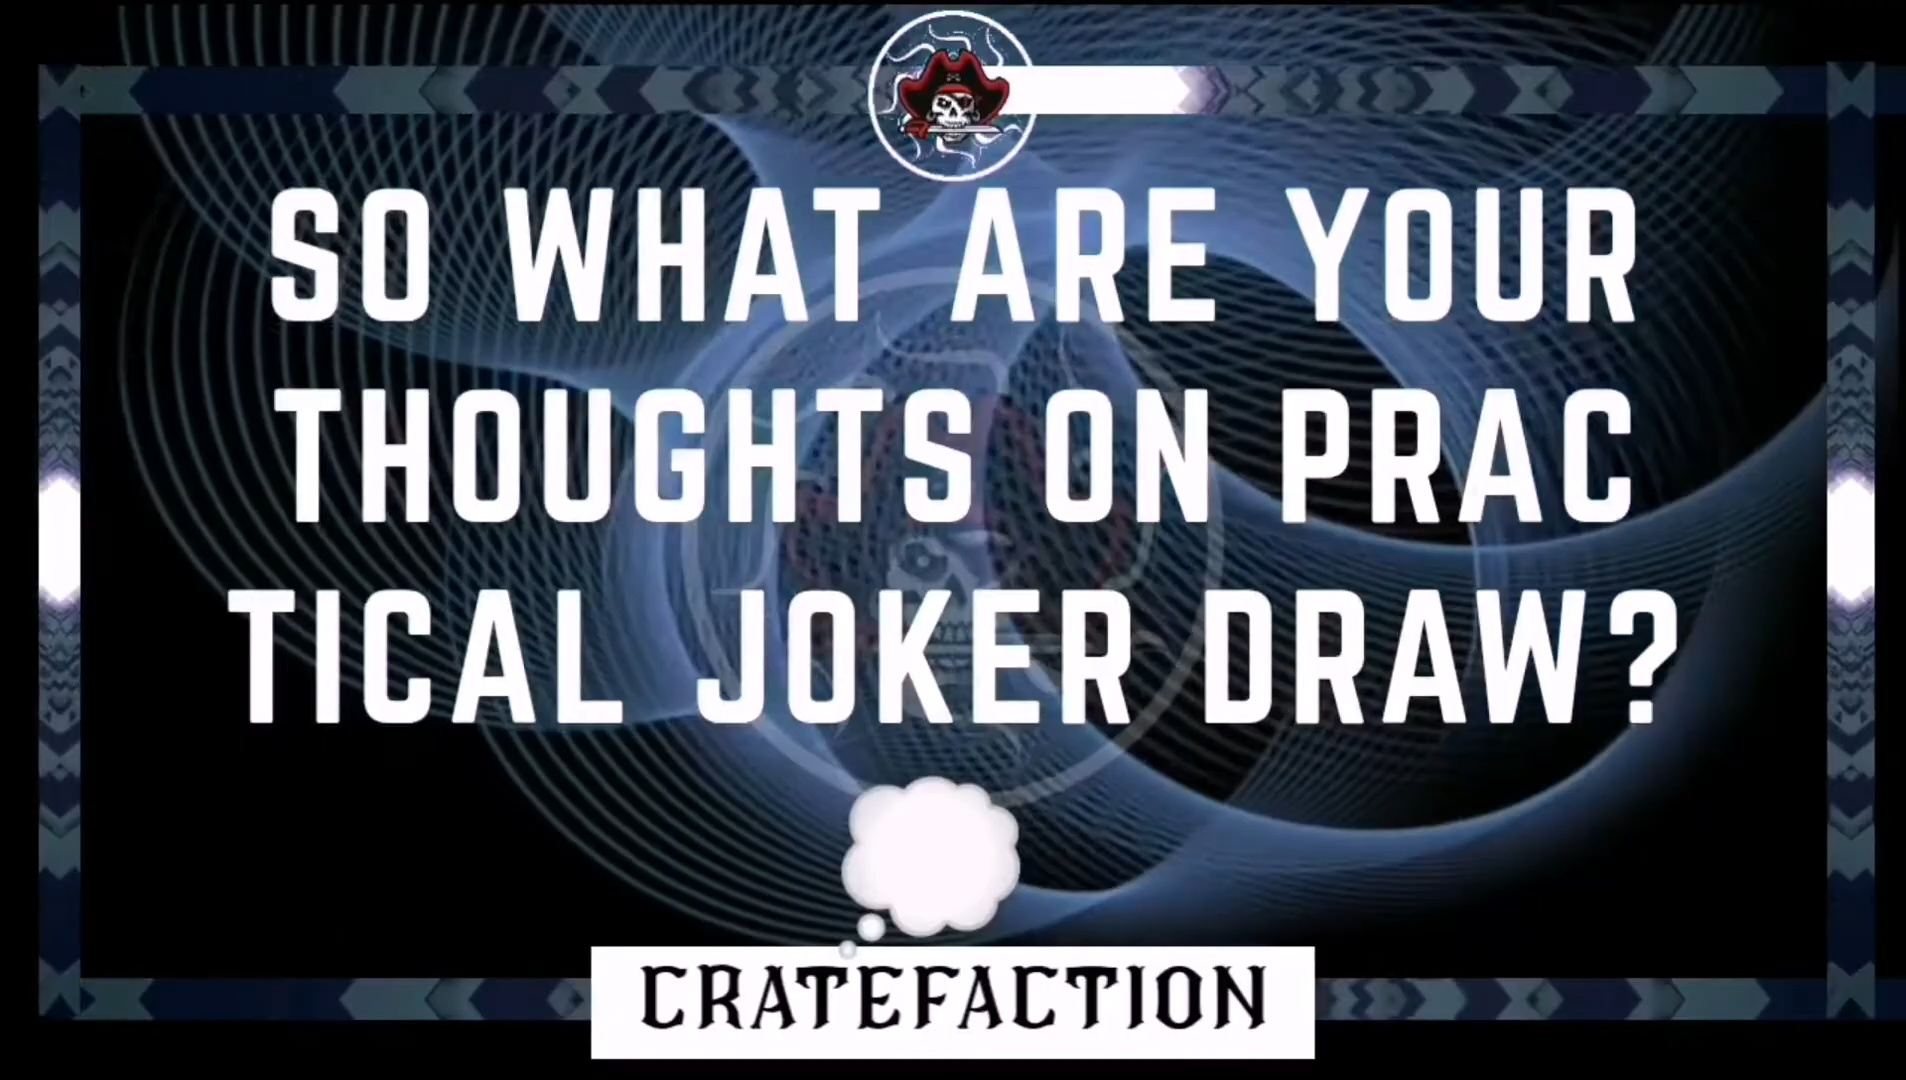 SO WHAT ARE YOUR
THOUGHTS ON PRAC
TICAL JOKER DRAW?
CRATEFACTION